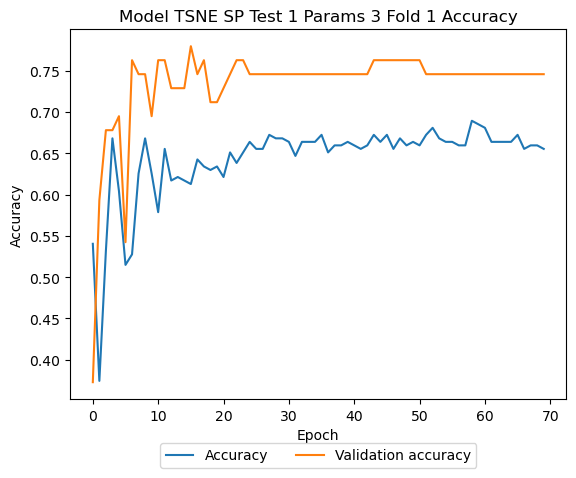 Model TSNE SP Test 1 Params 3 Fold 1 Accuracy
0.75
0.70
0.65
0.60
0.55
0.50
0.45
0.40
Accuracy
0 10 20 30 40 50 60 70
Epoch
Accuracy Validation accuracy